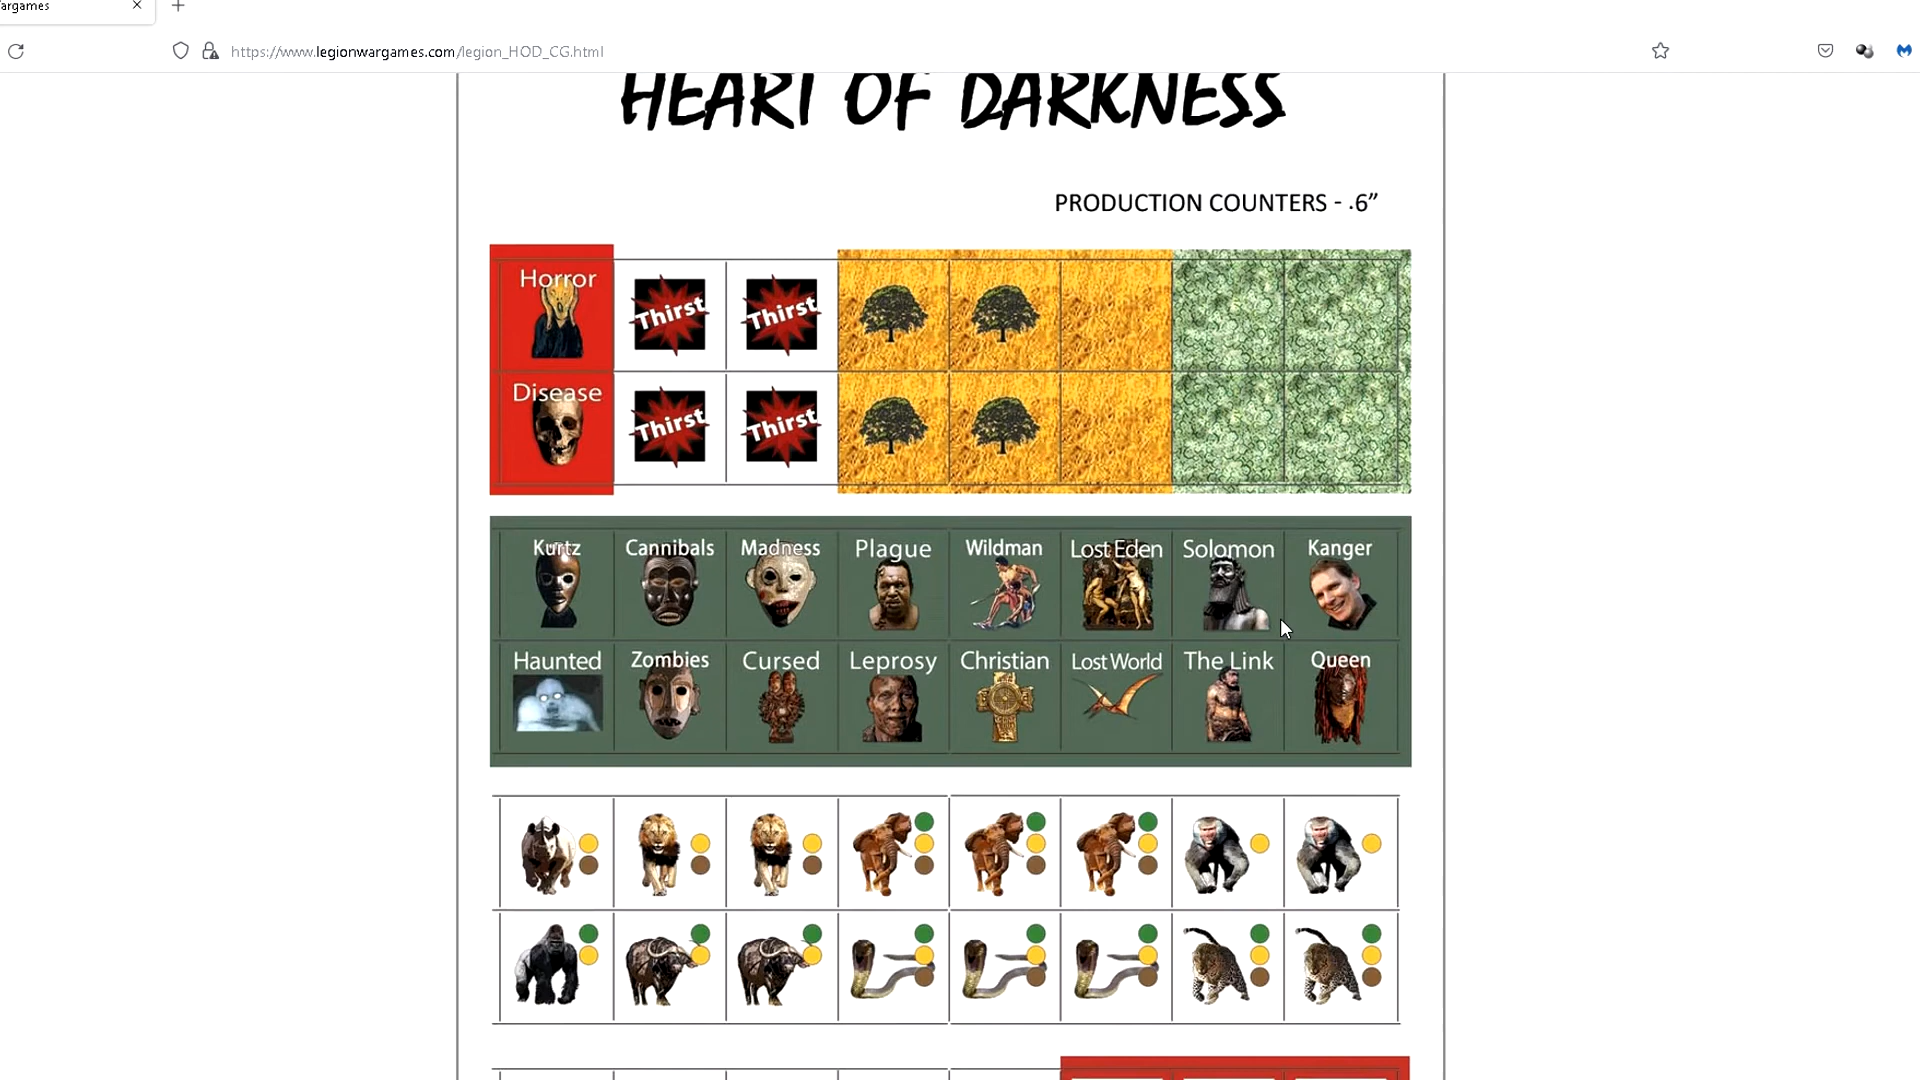 argames
https://www.legionwargames.com/legion_HOD_CG.html
HEART OF DARKNESS
PRODUCTION COUNTERS - .6”
Horror Thirst Thirst
Disease Thirst Thirst
Kurtz Cannibals Madness Plague Wildman Lost Eden Solomon Kanger
Haunted Zombies Cursed Leprosy Christian Lost World The Link Queen